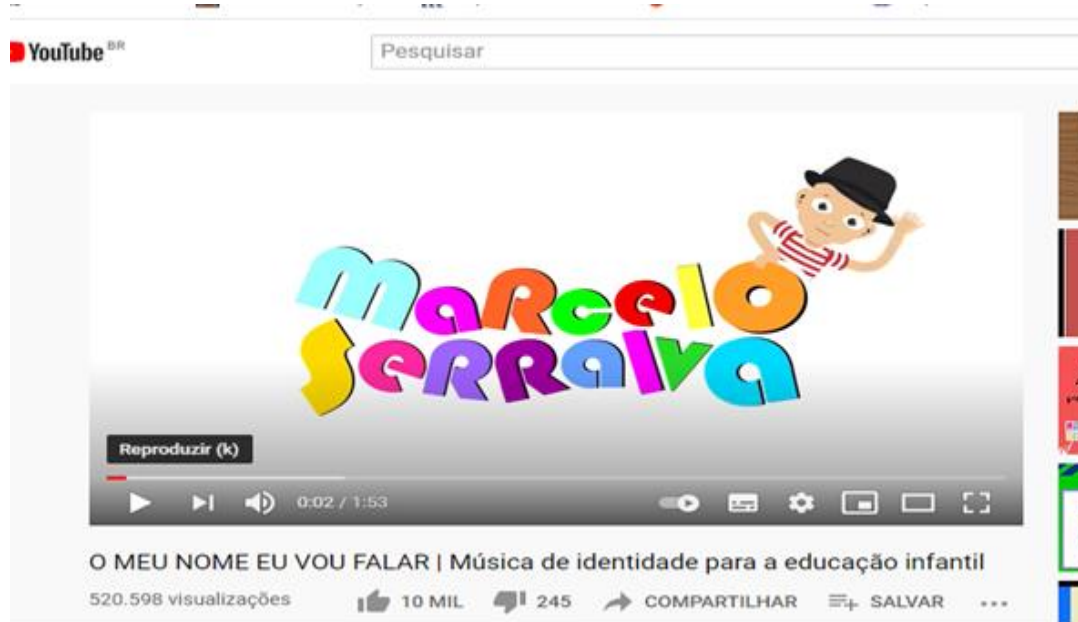 YouTube BR
Pesquisar
MaRcelo
SeRRalva
Reproduzir (k)
0:02 / 1:53
O MEU NOME EU VOU FALAR | Música de identidade para a educação infantil
520.598 visualizações 10 MIL 245 COMPARTILHAR SALVAR